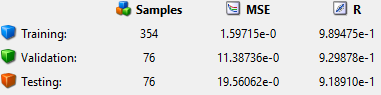 Samples MSE R
Training: 354 1.59715e-0 9.89475e-1
Validation: 76 11.38736e-0 9.29878e-1
Testing: 76 19.56062e-0 9.18910e-1